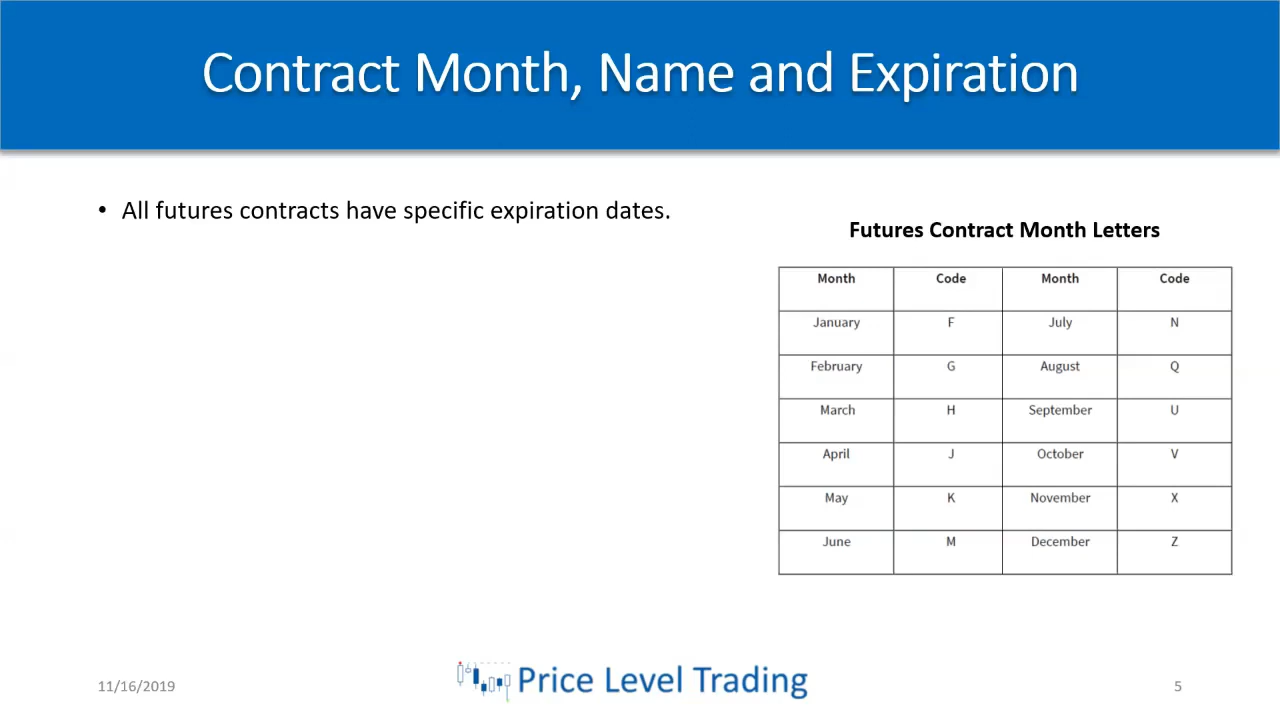 Contract Month, Name and Expiration
• All futures contracts have specific expiration dates.
Futures Contract Month Letters
Month Code Month Code
January F July N
February G August Q
March H September U
April J October V
May K November X
June M December Z
11/16/2019
Price Level Trading
5